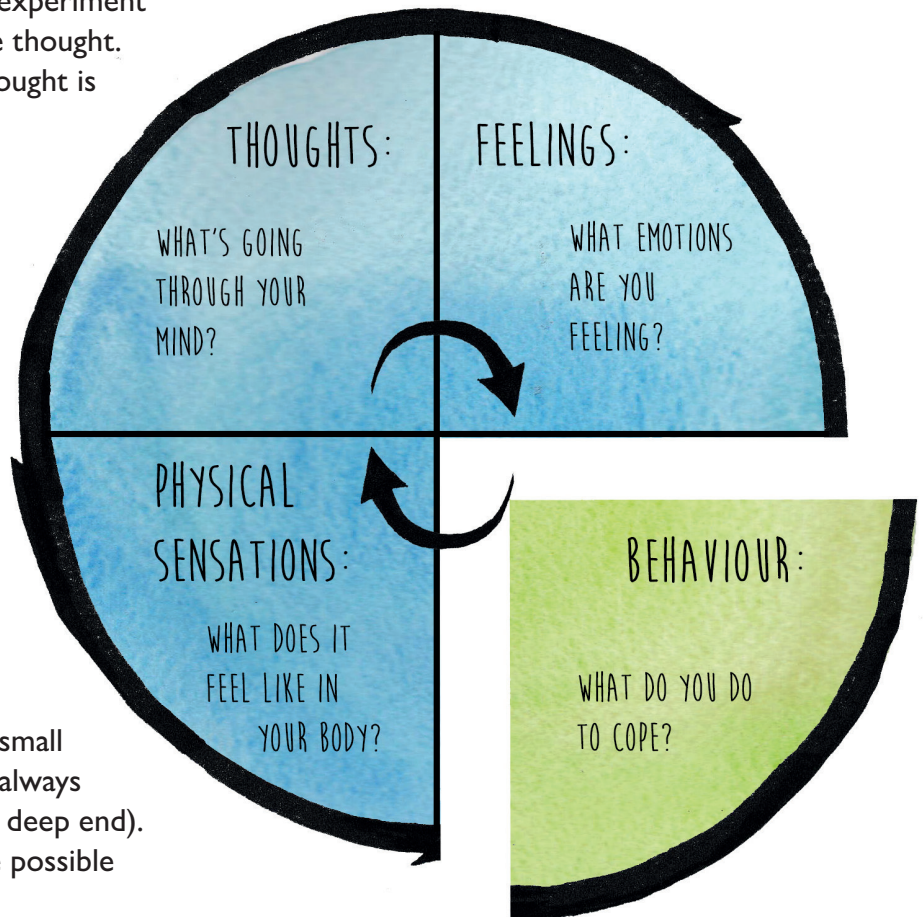 experiment
e thought.
ought is
THOUGHTS:
WHAT'S GOING
THROUGH YOUR
MIND?
FEELINGS:
WHAT EMOTIONS
ARE YOU
FEELING?
PHYSICAL
SENSATIONS:
WHAT DOES IT
FEEL LIKE IN
YOUR BODY?
BEHAVIOUR:
WHAT DO YOU DO
TO COPE?
small
always
deep end).
e possible